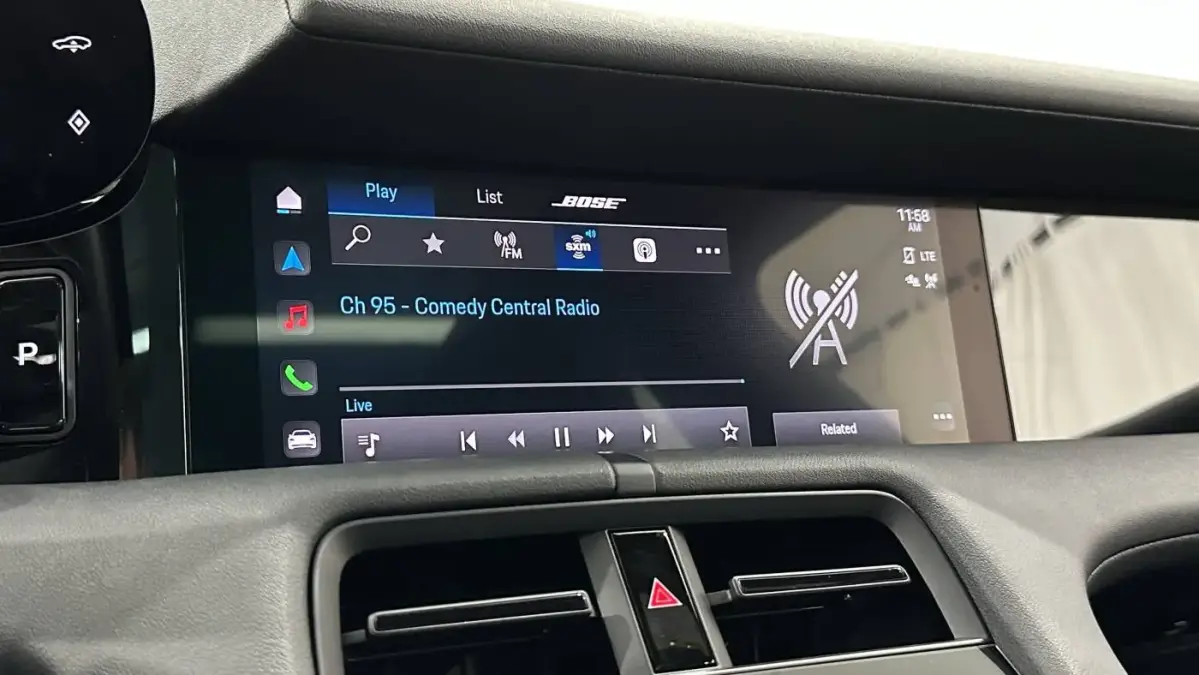 Play
List
BOSE
11:58
AM
FM
sxm
LTE
Ch 95 - Comedy Central Radio
P
Live
Related